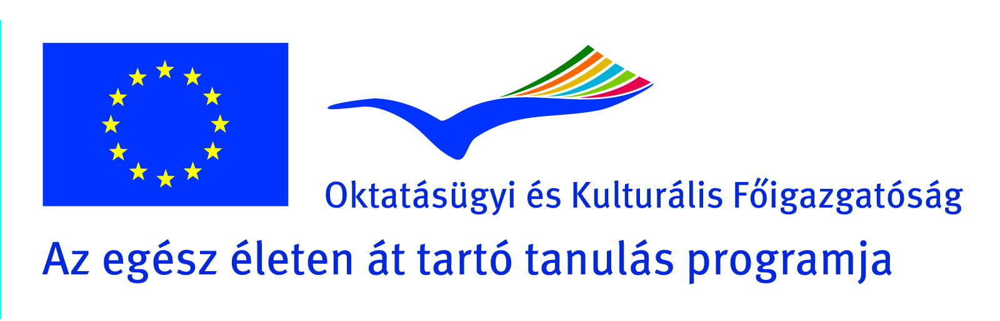 Oktatásügyi és Kulturális Főigazgatóság
Az egész életen át tartó tanulás programja